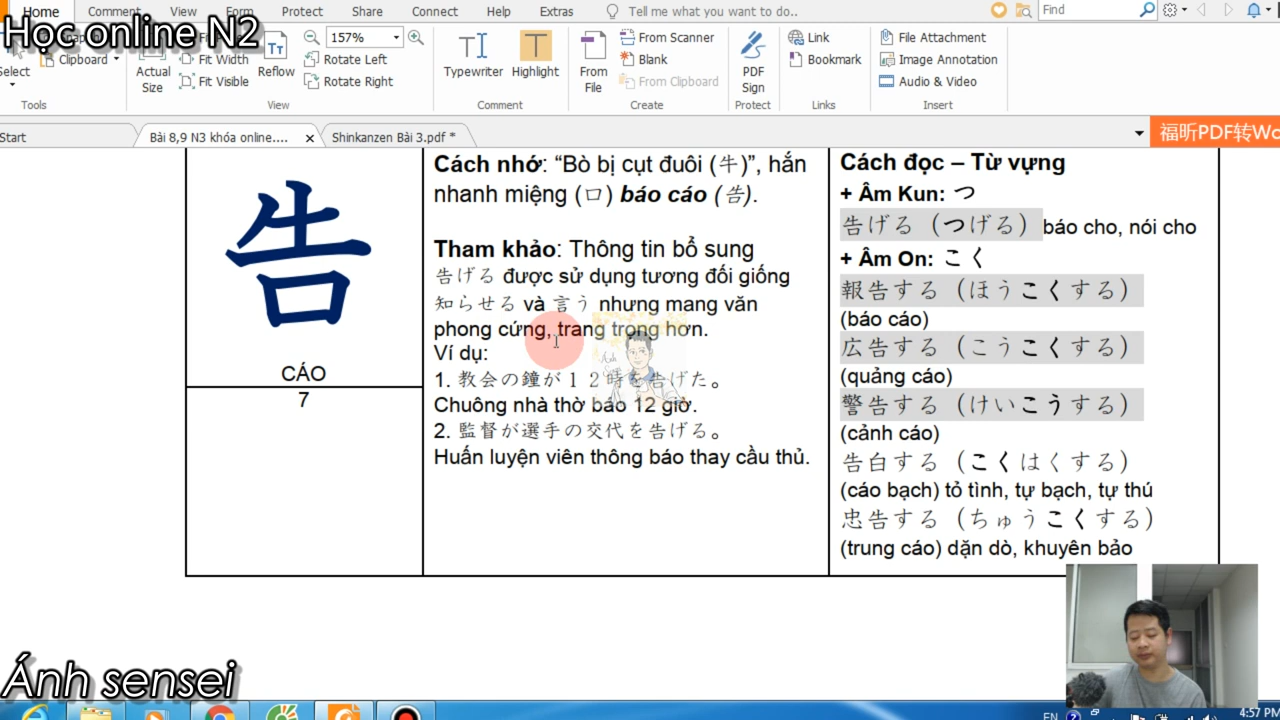 Home
Comment
View
Form
Protect
Share
Connect
Help
Extras
Tell me what you want to do..
Find
Học online N2
Select
Clipboard
Actual Size
Fit Width
Fit Visible
Reflow
157%
Rotate Left
Rotate Right
Typewriter
Highlight
From File
From Scanner
Blank
From Clipboard
PDF Sign
Link
Bookmark
File Attachment
Image Annotation
Audio & Video
Tools
View
Comment
Create
Protect
Links
Insert
Start
Bài 8,9 N3 khóa online....
Shinkanzen Bài 3.pdf *
福昕PDF转Wo
告
CÁO
7
Cách nhớ: “Bò bị cụt đuôi (牛)”, hắn
nhanh miệng (口) báo cáo (告).
Tham khảo: Thông tin bổ sung
告げる được sử dụng tương đối giống
知らせる và 言う nhưng mang văn
phong cứng, trang trọng hơn.
Ví dụ:
1. 教会の鐘が１２時を告げた。
Chuông nhà thờ báo 12 giờ.
2. 監督が選手の交代を告げる。
Huấn luyện viên thông báo thay cầu thủ.
Cách đọc – Từ vựng
+ Âm Kun: つ
告げる（つげる）báo cho, nói cho
+ Âm On: こく
報告する（ほうこくする）
(báo cáo)
広告する（こうこくする）
(quảng cáo)
警告する（けいこうする）
(cảnh cáo)
告白する（こくはくする）
(cáo bạch) tỏ tình, tự bạch, tự thú
忠告する（ちゅうこくする）
(trung cáo) dặn dò, khuyên bảo
Ánh sensei
EN
4:57 PM